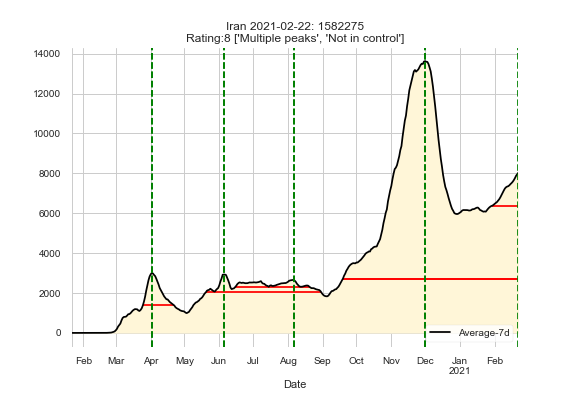 Iran 2021-02-22: 1582275
Rating:8 ['Multiple peaks', 'Not in control']
14000
12000
10000
8000
6000
4000
2000
0
Average-7d
Feb Mar Apr May Jun Jul Aug Sep Oct Nov Dec Jan Feb
2021
Date